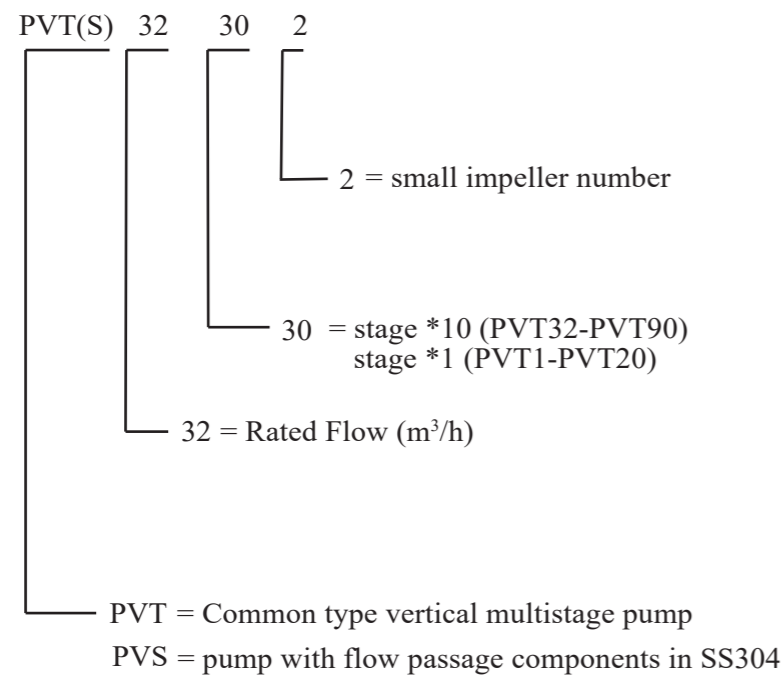 PVT(S) 32 30 2
2 = small impeller number
30 = stage *10 (PVT32-PVT90)
stage *1 (PVT1-PVT20)
32 = Rated Flow (m³/h)
PVT = Common type vertical multistage pump
PVS = pump with flow passage components in SS304